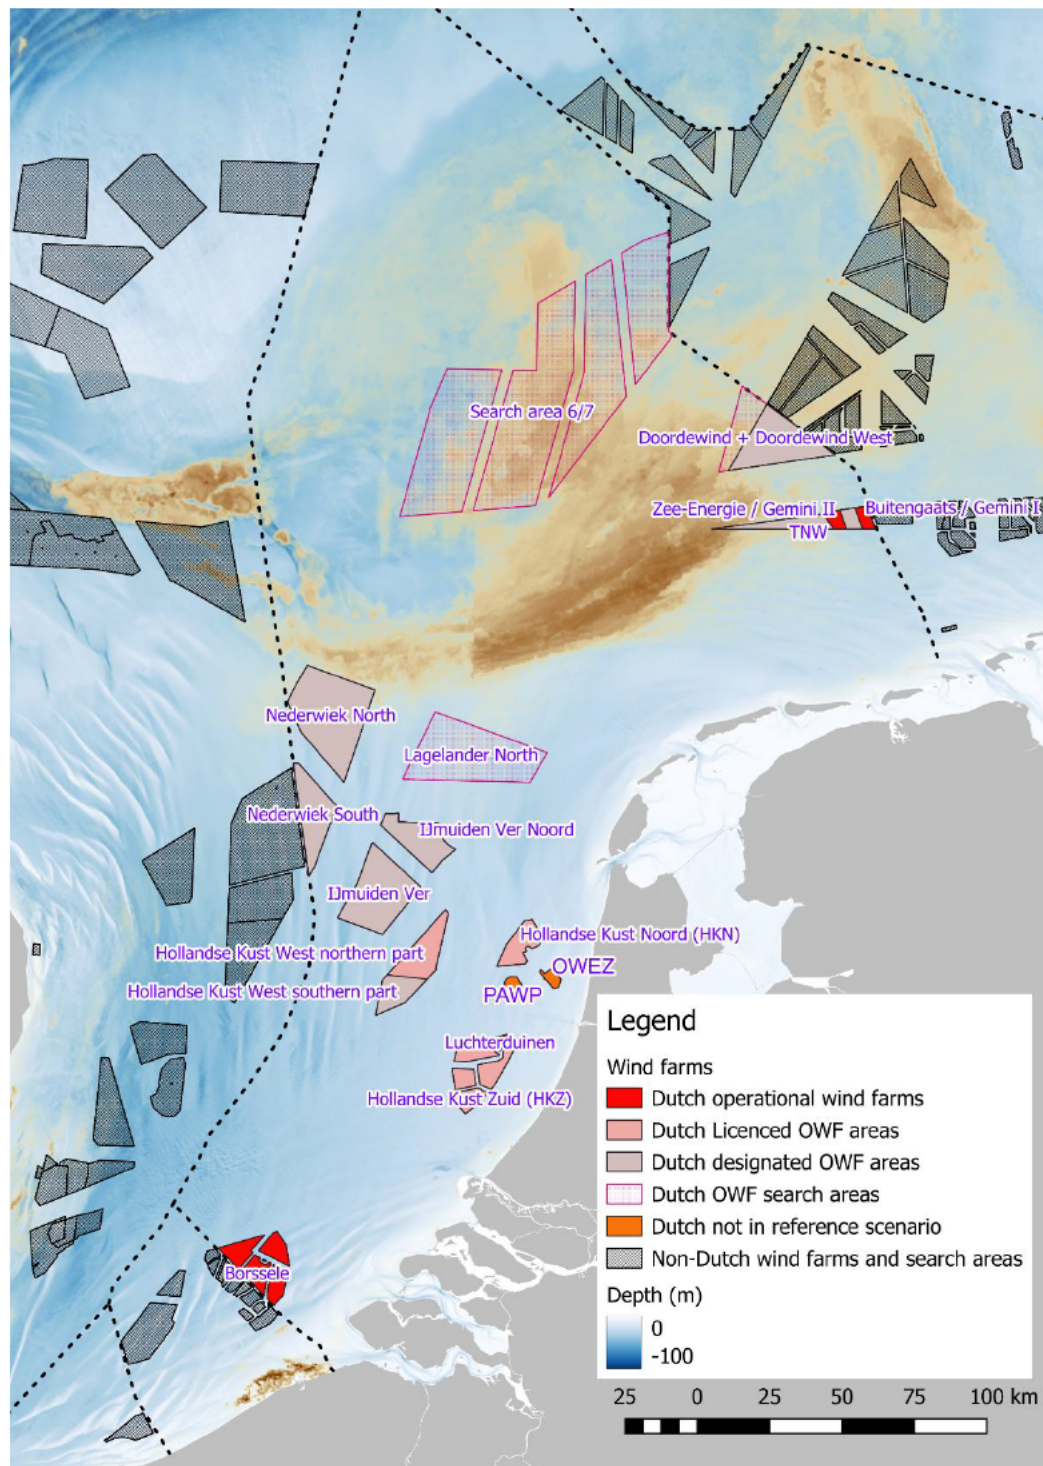 Search area 6/7
Doordewind + Doordewind West
Zee-Energie / Gemini II
Buitengaats / Gemini I
TNW
Nederwiek North
Lagelander North
Nederwiek South
IJmuiden Ver Noord
IJmuiden Ver
Hollandse Kust Noord (HKN)
Hollandse Kust West northern part
OWEZ
Hollandse Kust West southern part
PAWP
Luchterduinen
Hollandse Kust Zuid (HKZ)
Borssele
Legend
Wind farms
Dutch operational wind farms
Dutch Licenced OWF areas
Dutch designated OWF areas
Dutch OWF search areas
Dutch not in reference scenario
Non-Dutch wind farms and search areas
Depth (m)
0
-100
25 0 25 50 75 100 km